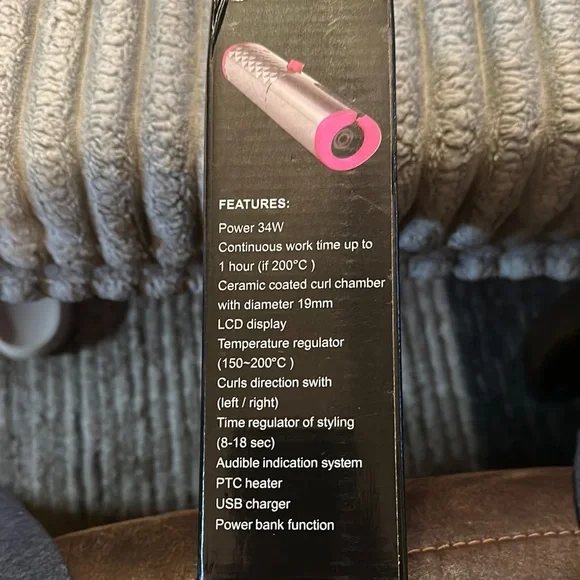 FEATURES:
Power 34W
Continuous work time up to
1 hour (if 200°C )
Ceramic coated curl chamber
with diameter 19mm
LCD display
Temperature regulator
(150~200°C )
Curls direction swith
(left / right)
Time regulator of styling
(8-18 sec)
Audible indication system
PTC heater
USB charger
Power bank function